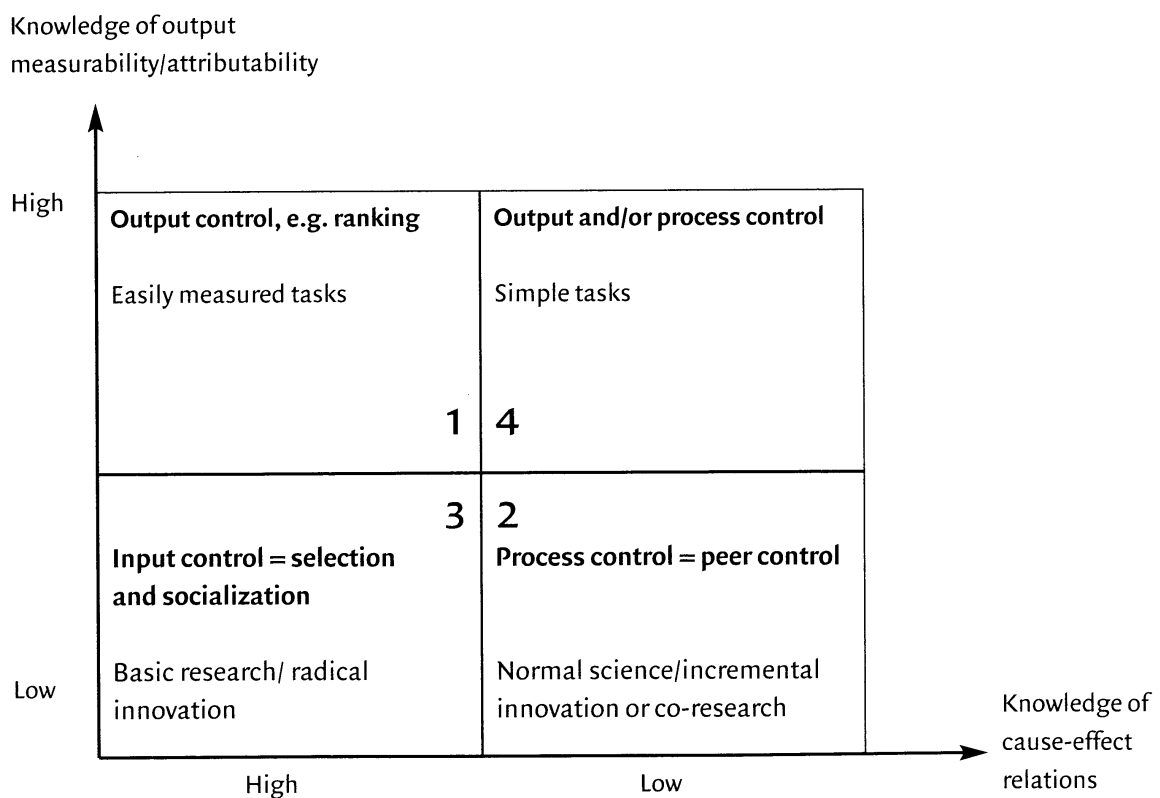 Knowledge of output
measurability/attributability
High
Output control, e.g. ranking
Easily measured tasks
1
Output and/or process control
Simple tasks
4
3
Input control = selection
and socialization
Basic research/ radical
innovation
2
Process control = peer control
Normal science/incremental
innovation or co-research
Low
High
Low
Knowledge of
cause-effect
relations